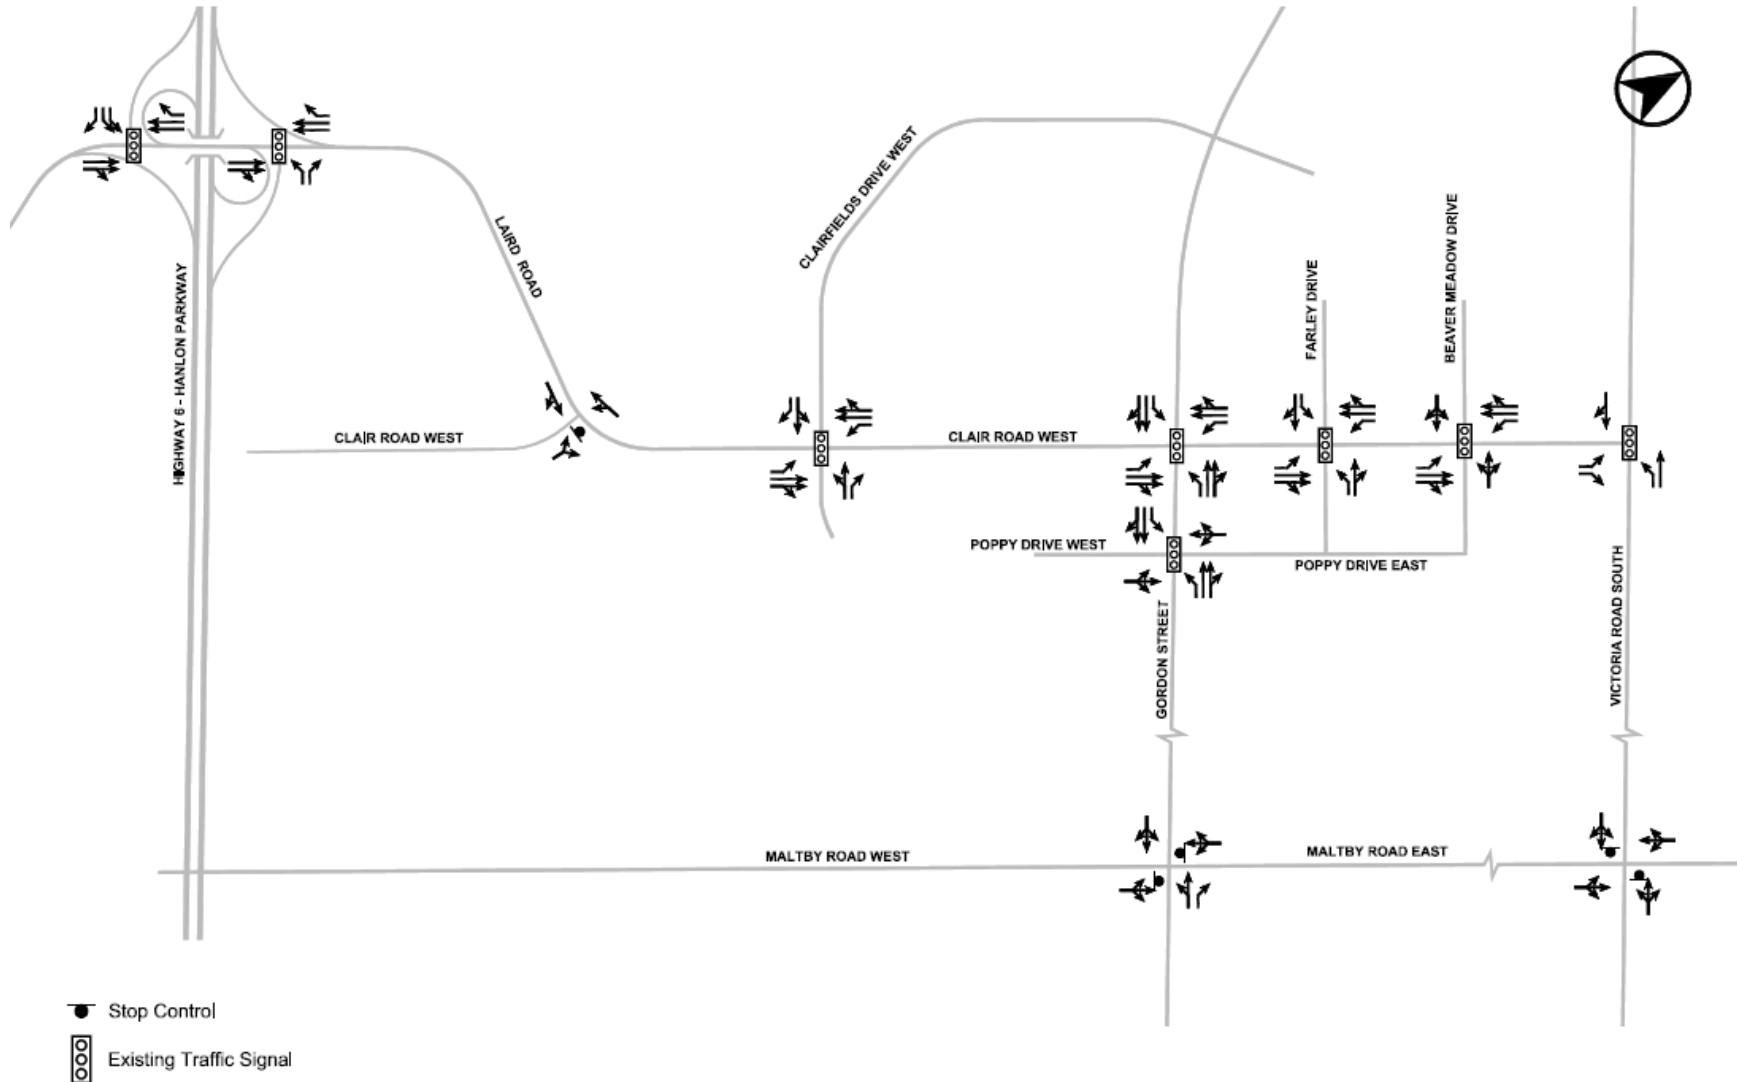 CLAIRFIELDS DRIVE WEST
LAIRD ROAD
BEAVER MEADOW DRIVE
FARLEY DRIVE
HIGHWAY 6 - HANLON PARKWAY
CLAIR ROAD WEST
CLAIR ROAD WEST
POPPY DRIVE WEST
POPPY DRIVE EAST
GORDON STREET
VICTORIA ROAD SOUTH
MALTBY ROAD WEST
MALTBY ROAD EAST
Stop Control
Existing Traffic Signal